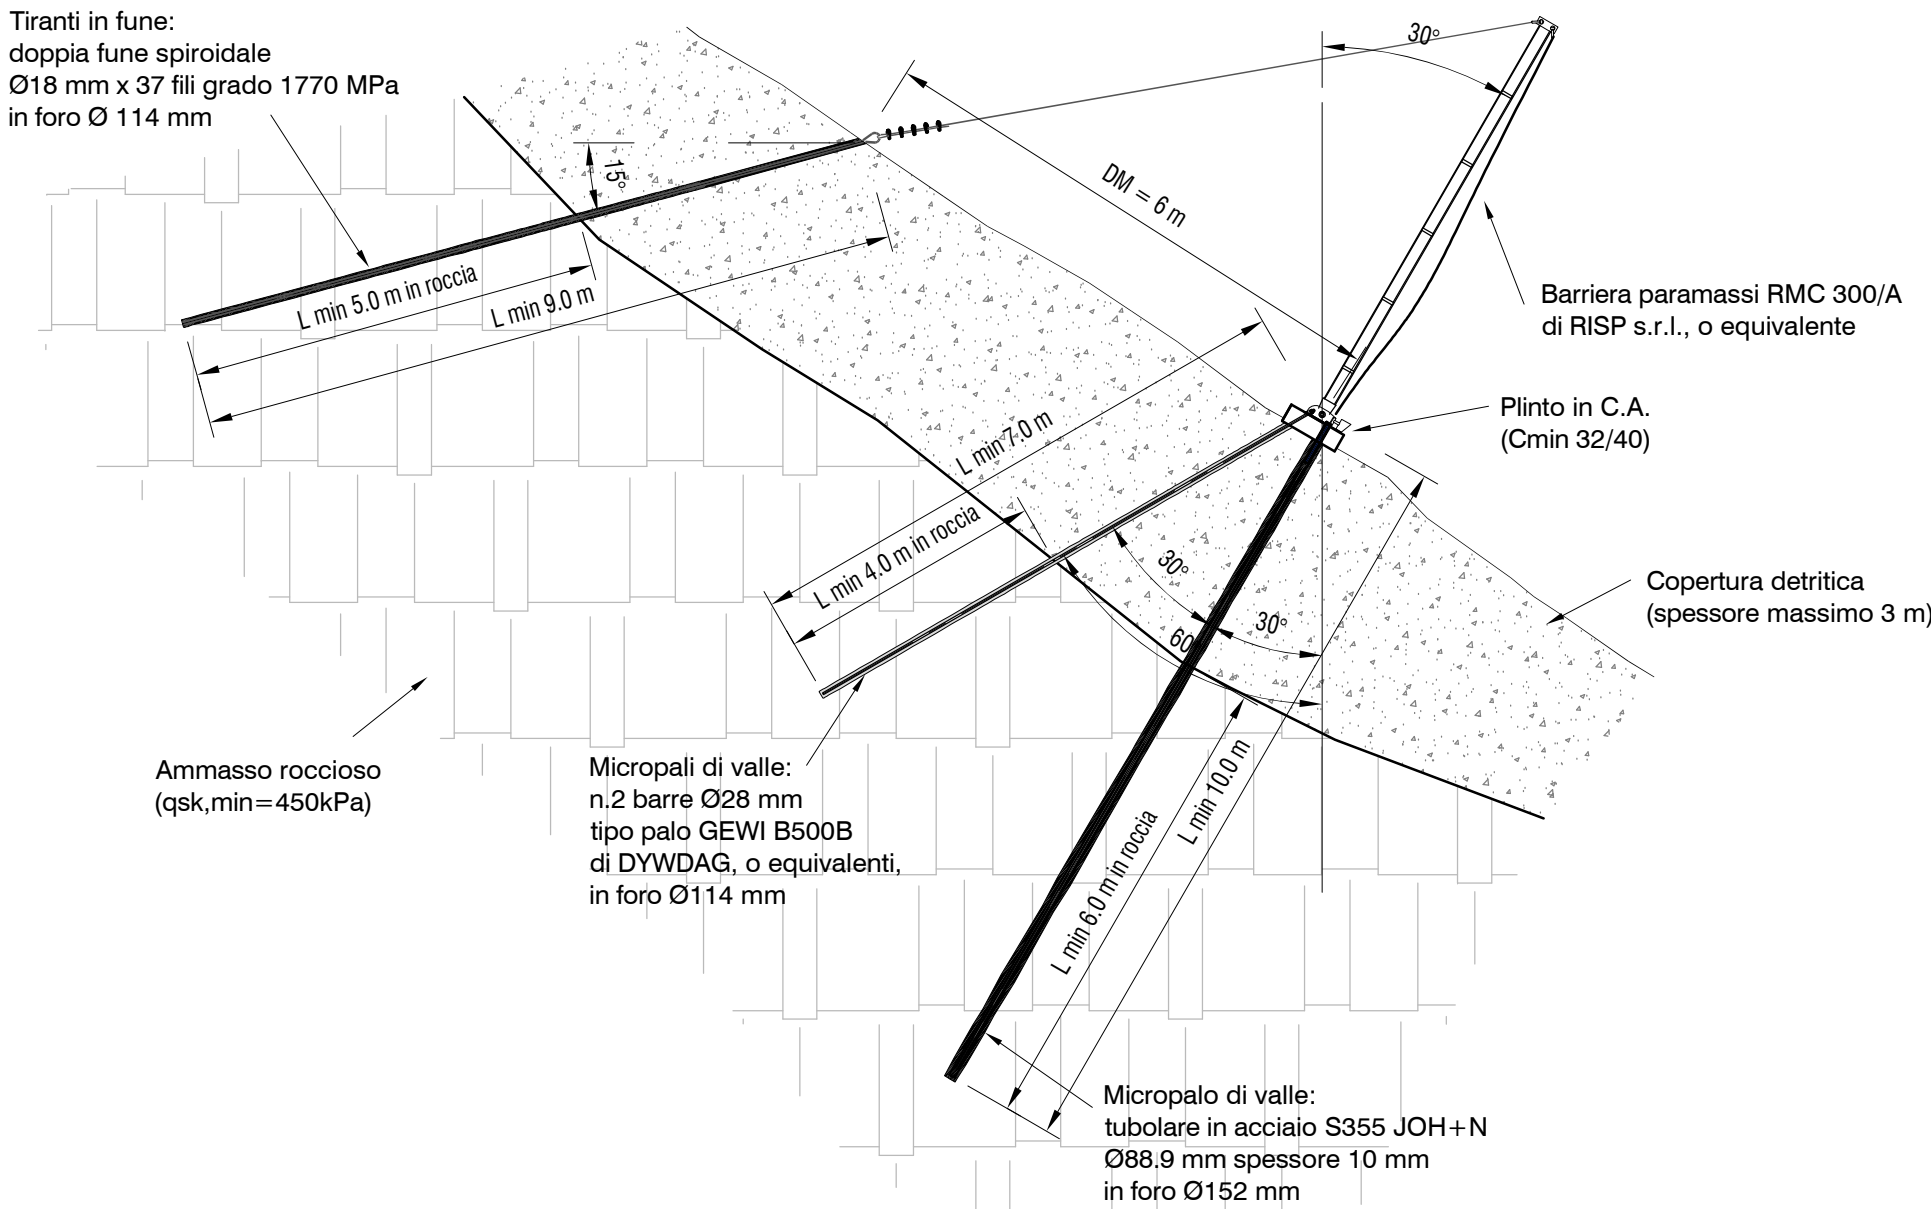 Tiranti in fune:
doppia fune spiroidale
Ø18 mm x 37 fili grado 1770 MPa
in foro Ø 114 mm
30°
15°
DM = 6 m
L min 5.0 m in roccia
L min 9.0 m
Barriera paramassi RMC 300/A
di RISP s.r.l., o equivalente
Plinto in C.A.
(Cmin 32/40)
L min 7.0 m
L min 4.0 m in roccia
30°
30°
60
Copertura detritica
(spessore massimo 3 m)
Ammasso roccioso
(qsk,min=450kPa)
Micropali di valle:
n.2 barre Ø28 mm
tipo palo GEWI B500B
di DYWDAG, o equivalenti,
in foro Ø114 mm
L min 10.0 m
L min 6.0 m in roccia
Micropalo di valle:
tubolare in acciaio S355 JOH+N
Ø88.9 mm spessore 10 mm
in foro Ø152 mm